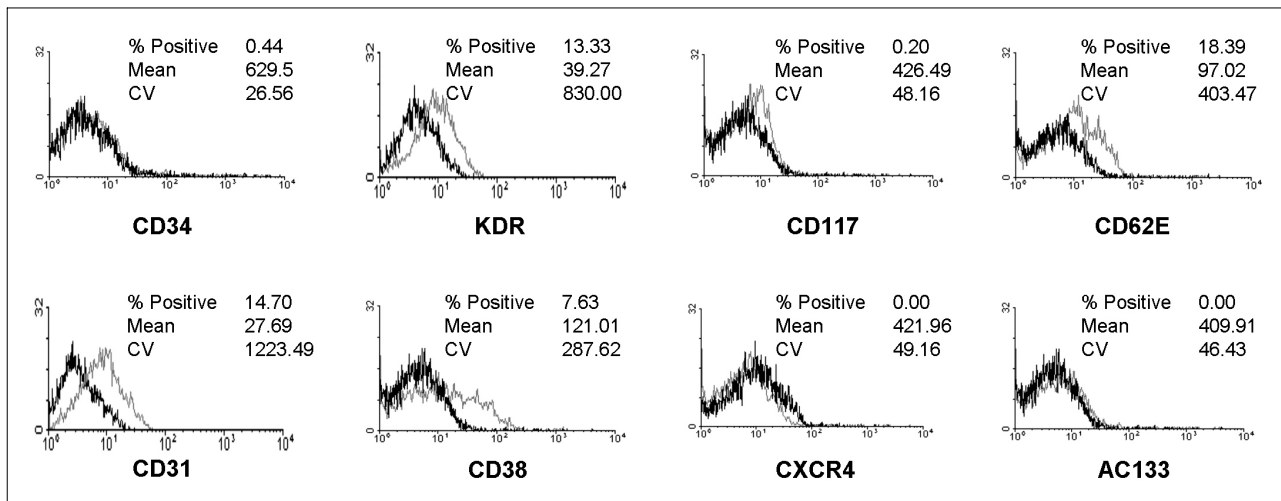 % Positive 0.44
Mean 629.5
CV 26.56
32
0
10⁰ 10¹ 10² 10³ 10⁴
CD34
% Positive 13.33
Mean 39.27
CV 830.00
32
0
10⁰ 10¹ 10² 10³ 10⁴
KDR
% Positive 0.20
Mean 426.49
CV 48.16
32
0
10⁰ 10¹ 10² 10³ 10⁴
CD117
% Positive 18.39
Mean 97.02
CV 403.47
32
0
10⁰ 10¹ 10² 10³ 10⁴
CD62E
% Positive 14.70
Mean 27.69
CV 1223.49
32
0
10⁰ 10¹ 10² 10³ 10⁴
CD31
% Positive 7.63
Mean 121.01
CV 287.62
32
0
10⁰ 10¹ 10² 10³ 10⁴
CD38
% Positive 0.00
Mean 421.96
CV 49.16
32
0
10⁰ 10¹ 10² 10³ 10⁴
CXCR4
% Positive 0.00
Mean 409.91
CV 46.43
32
0
10⁰ 10¹ 10² 10³ 10⁴
AC133